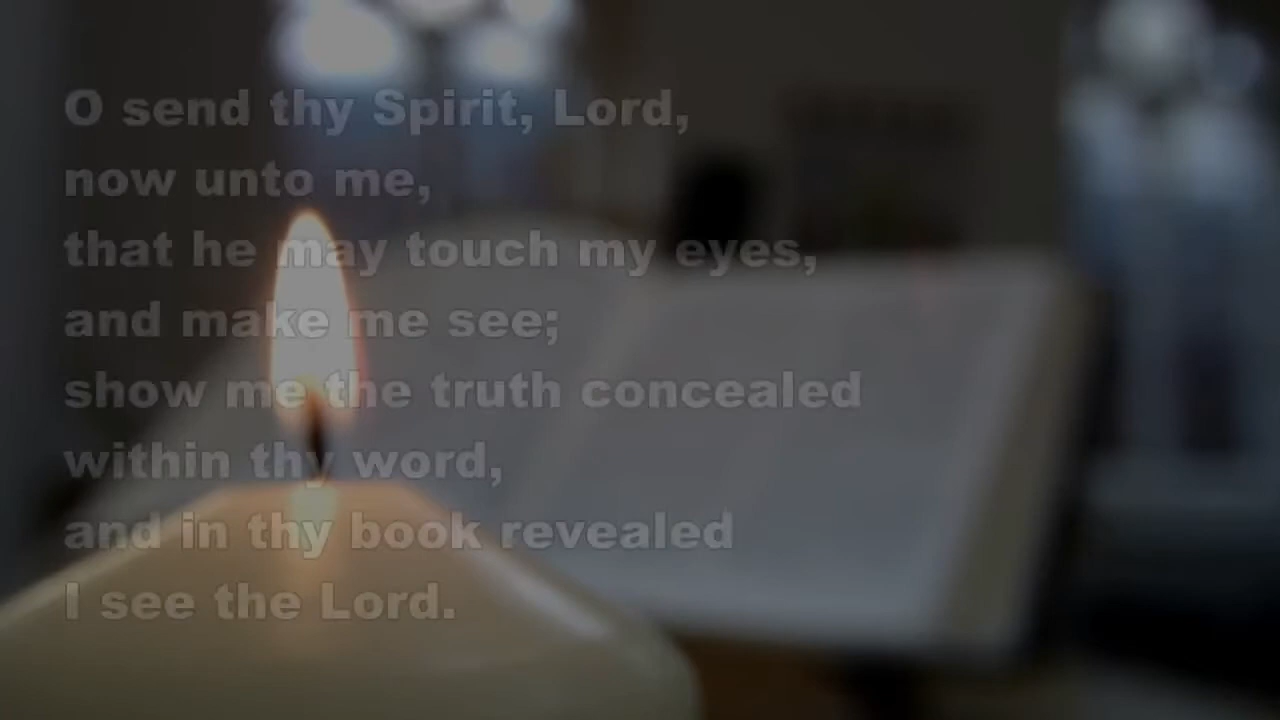 O send thy Spirit, Lord,
now unto me,
that he may touch my eyes,
and make me see;
show me the truth concealed
within thy word,
and in thy book revealed
I see the Lord.